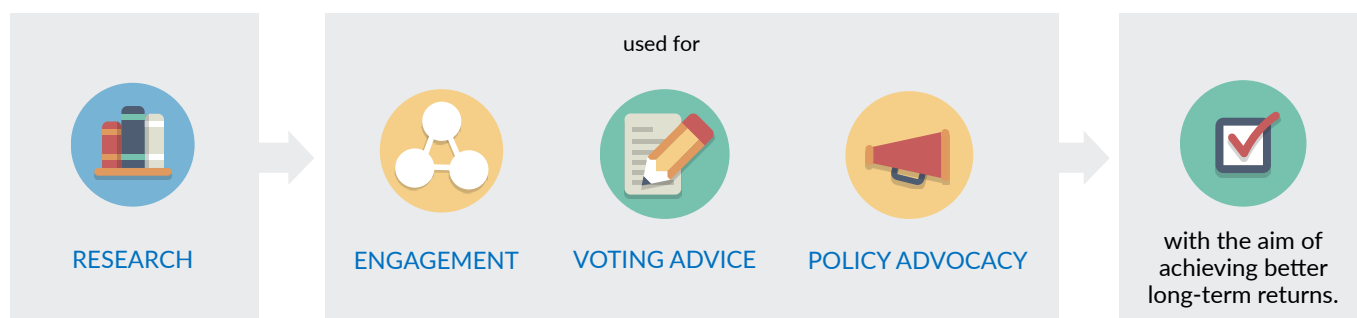 RESEARCH
used for
ENGAGEMENT
VOTING ADVICE
POLICY ADVOCACY
with the aim of
achieving better
long-term returns.